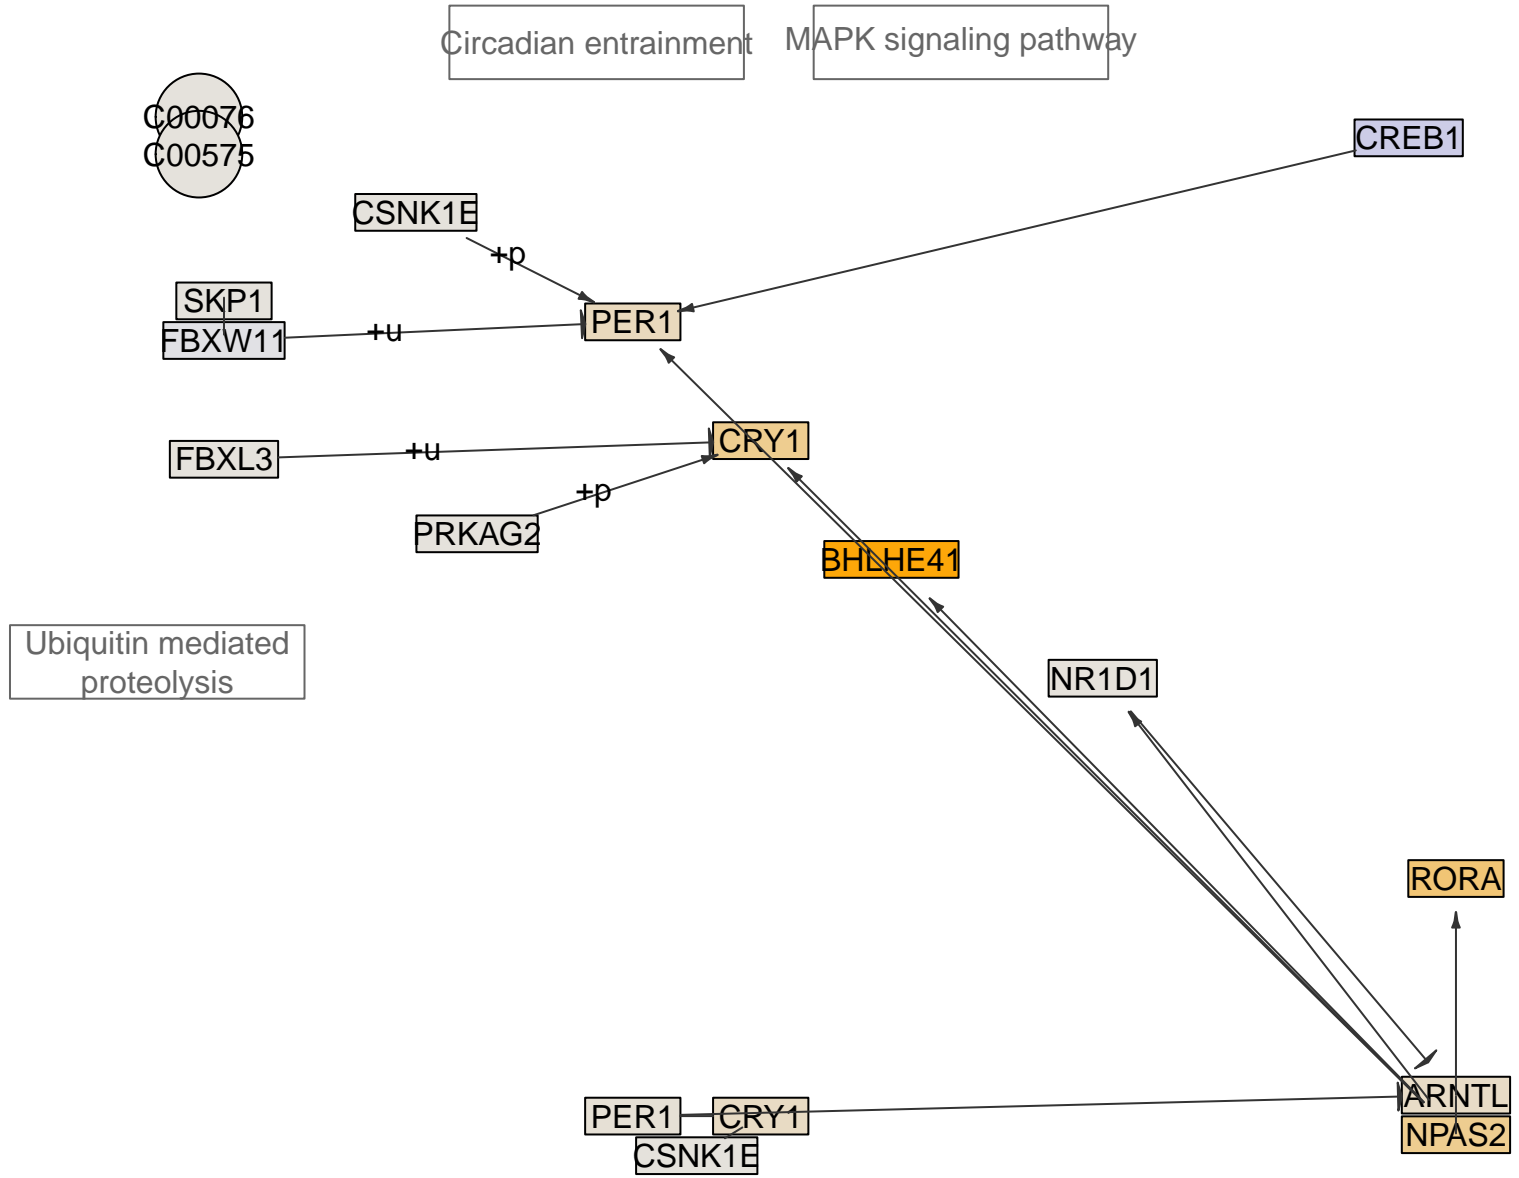 Circadian entrainment
MAPK signaling pathway
C00076
C00575
CREB1
CSNK1E
+p
SKP1
FBXW11
+u
PER1
FBXL3
+u
CRY1
+p
PRKAG2
BHLHE41
Ubiquitin mediated
proteolysis
NR1D1
RORA
ARNTL
NPAS2
PER1
CRY1
CSNK1E